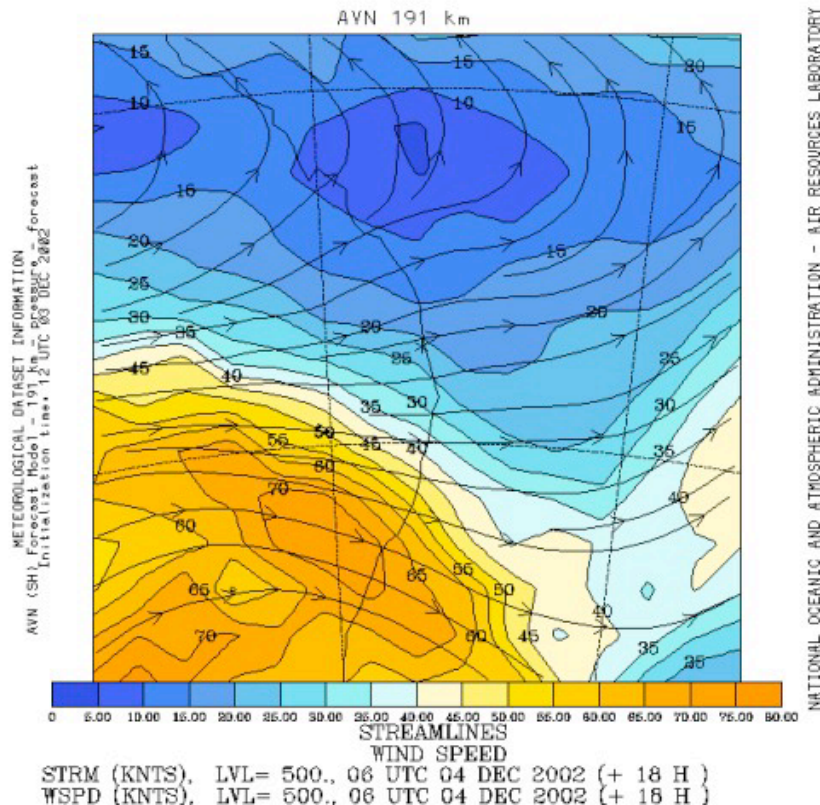 AVN 191 km
METEOROLOGICAL DATASET INFORMATION
AVN (SH) Forecast Model - 191 km - pressure - forecast
Initialization time: 12 UTC 03 DEC 2002
NATIONAL OCEANIC AND ATMOSPHERIC ADMINISTRATION - AIR RESOURCES LABORATORY
15 15 20
10 10 15
15
20 15
25 20 20
30 35 25 25
45 40 30 30
35
55 50 45 40 35
60
70 40
60
65 65 55 50
40
70 60 45 35 25
0 5.00 10.00 15.00 20.00 25.00 30.00 35.00 40.00 45.00 50.00 55.00 60.00 65.00 70.00 75.00 80.00
STREAMLINES
WIND SPEED
STRM (KNTS), LVL= 500., 06 UTC 04 DEC 2002 (+ 18 H )
WSPD (KNTS), LVL= 500., 06 UTC 04 DEC 2002 (+ 18 H )